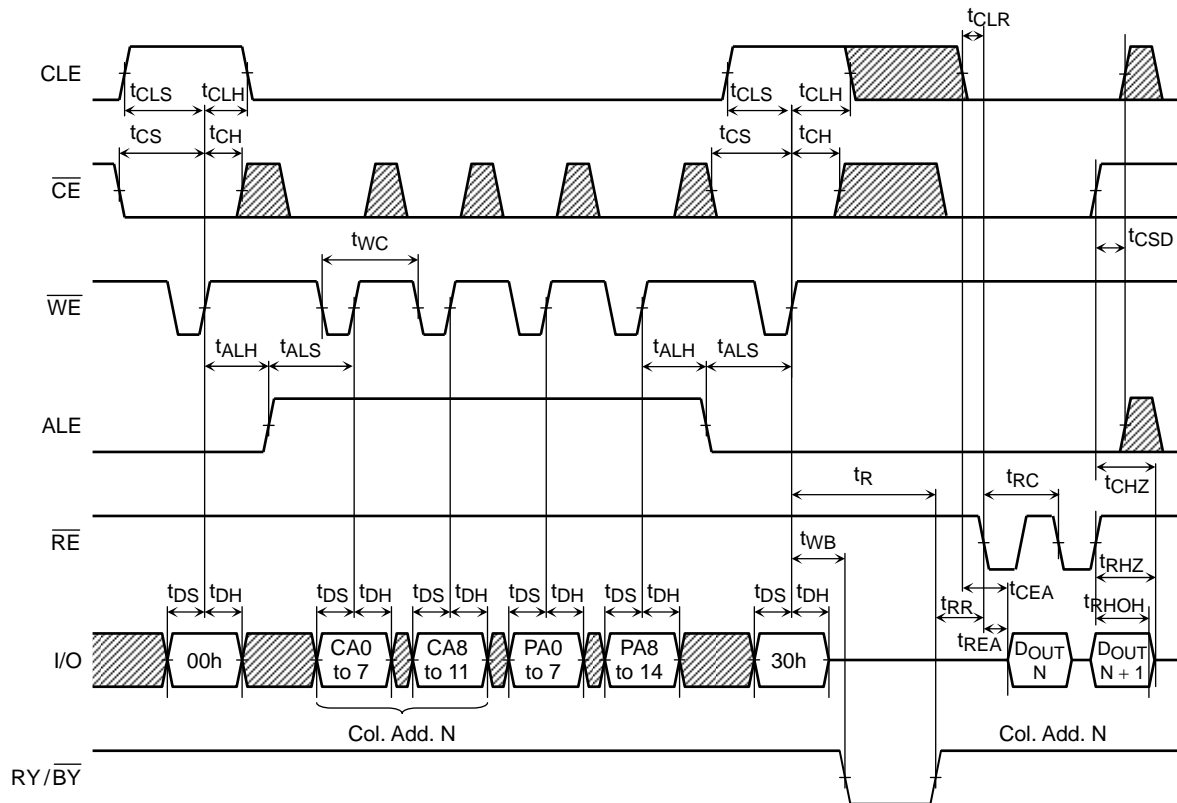 tCLR
CLE
tCLS tCLH tCLS tCLH
tCS tCH tCS tCH
CE
tWC tCSD
WE
tALH tALS tALH tALS
ALE
tR tRC tCHZ
RE
tWB tRHZ
tDS tDH tDS tDH tDS tDH tDS tDH tDS tDH tDS tDH tRR tCEA tRHOH
tREA
I/O 00h CA0 to 7 CA8 to 11 PA0 to 7 PA8 to 14 30h DOUT N DOUT N + 1
Col. Add. N Col. Add. N
RY/BY